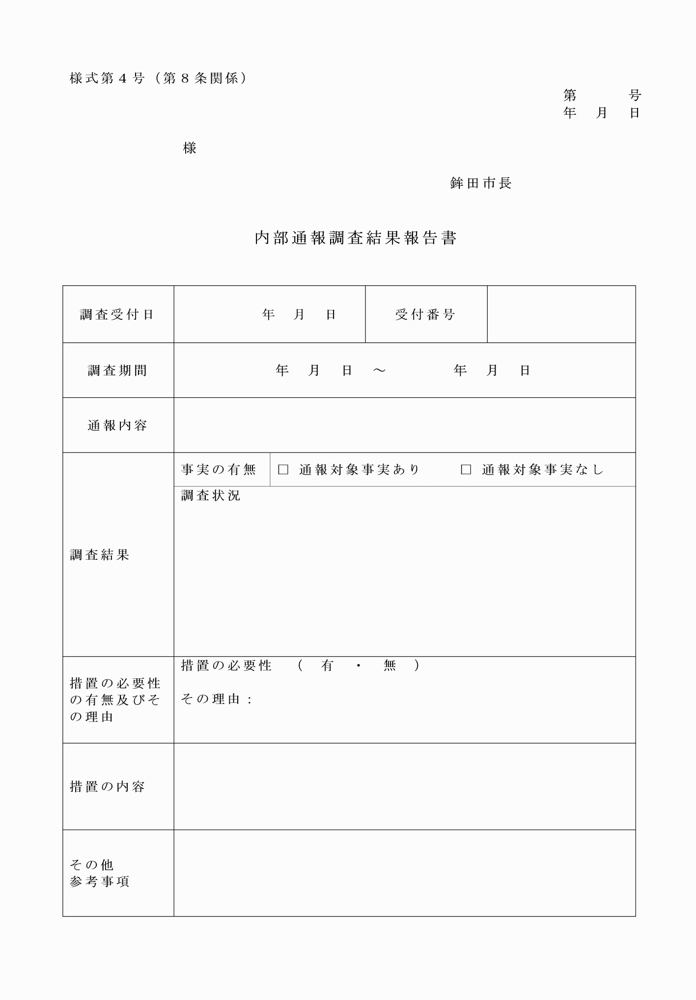 様式第４号（第８条関係）
第　　　号
年　月　日
様
鉾田市長
内部通報調査結果報告書
調査受付日　年　月　日　受付番号
調査期間　年　月　日　～　年　月　日
通報内容
事実の有無　□ 通報対象事実あり　□ 通報対象事実なし
調査状況
調査結果
措置の必要性　（　有　・　無　）
措置の必要性
の有無及びそ
の理由
その理由：
措置の内容
その他
参考事項